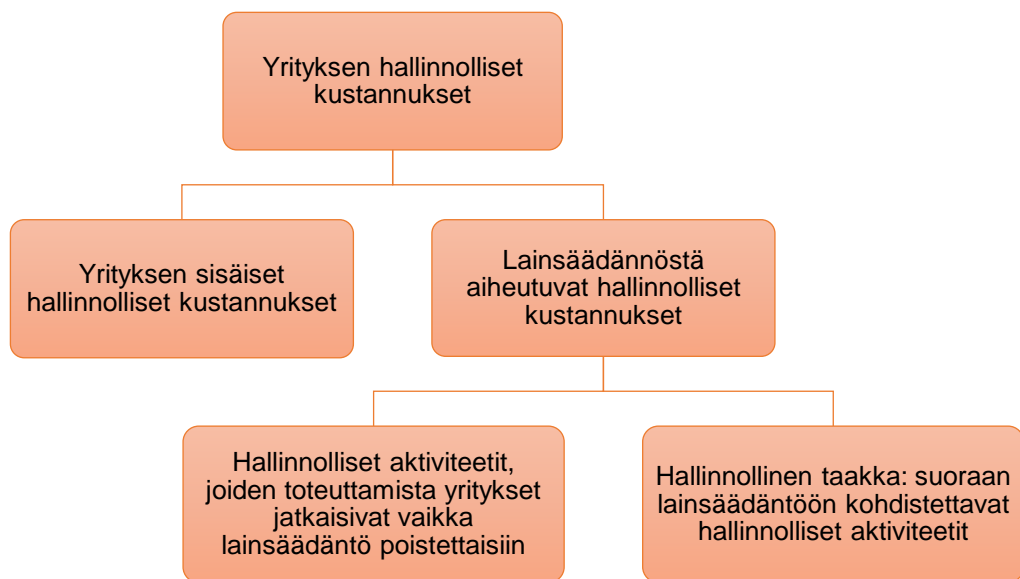 Yrityksen hallinnolliset
kustannukset
Yrityksen sisäiset
hallinnolliset kustannukset
Lainsäädännöstä
aiheutuvat hallinnolliset
kustannukset
Hallinnolliset aktiviteetit,
joiden toteuttamista yritykset
jatkaisivat vaikka
lainsäädäntö poistettaisiin
Hallinnollinen taakka: suoraan
lainsäädäntöön kohdistettavat
hallinnolliset aktiviteetit